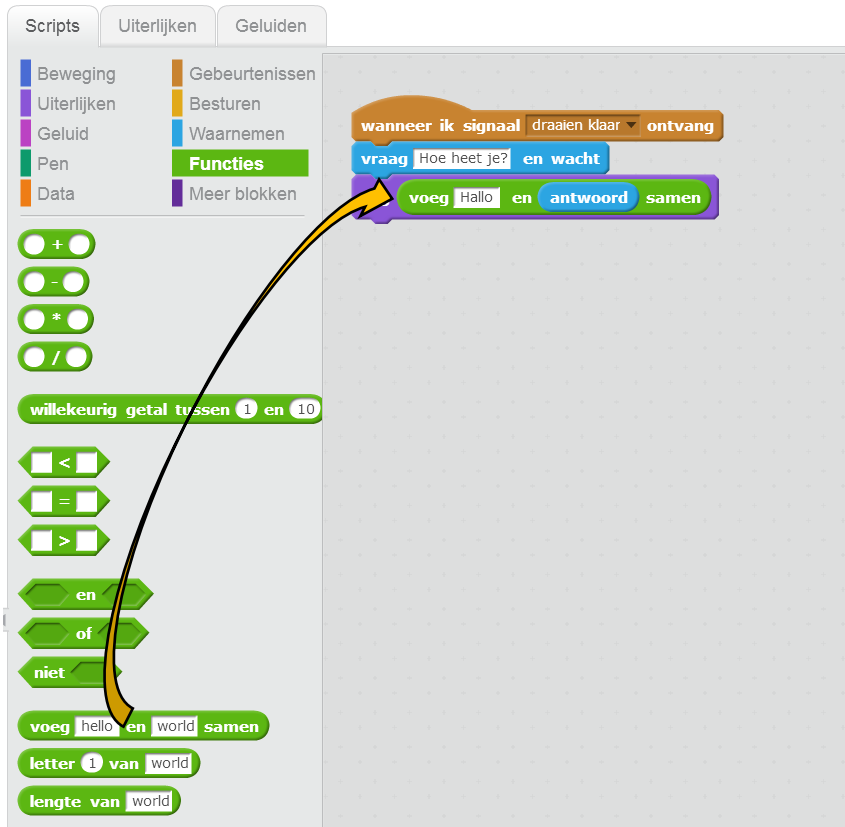 Scripts Uiterlijken Geluiden
Beweging Gebeurtenissen
Uiterlijken Besturen
Geluid Waarnemen
Pen Functies
Data Meer blokken
+
-
*
/
willekeurig getal tussen 1 en 10
<
=
>
en
of
niet
voeg hello en world samen
letter 1 van world
lengte van world
wanneer ik signaal draaien klaar ontvang
vraag Hoe heet je? en wacht
voeg Hallo en antwoord samen